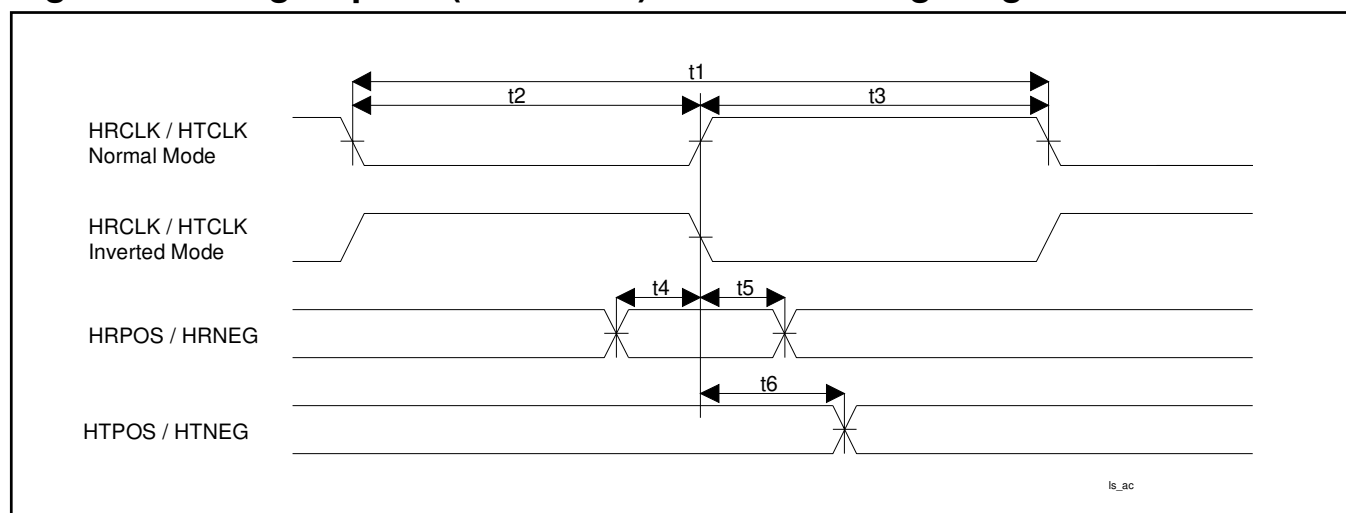 t1
t2 t3
HRCLK / HTCLK
Normal Mode
HRCLK / HTCLK
Inverted Mode
t4 t5
HRPOS / HRNEG
t6
HTPOS / HTNEG
ls_ac